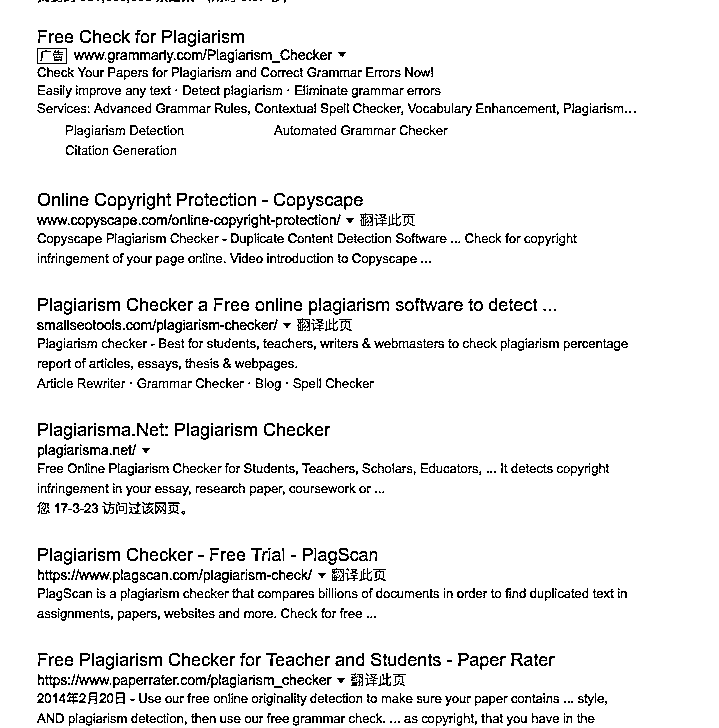 Free Check for Plagiarism
广告 www.grammarly.com/Plagiarism_Checker ▼
Check Your Papers for Plagiarism and Correct Grammar Errors Now!
Easily improve any text · Detect plagiarism · Eliminate grammar errors
Services: Advanced Grammar Rules, Contextual Spell Checker, Vocabulary Enhancement, Plagiarism...
Plagiarism Detection Automated Grammar Checker
Citation Generation
Online Copyright Protection - Copyscape
www.copyscape.com/online-copyright-protection/ ▼ 翻译此页
Copyscape Plagiarism Checker - Duplicate Content Detection Software ... Check for copyright
infringement of your page online. Video introduction to Copyscape ...
Plagiarism Checker a Free online plagiarism software to detect ...
smallseotools.com/plagiarism-checker/ ▼ 翻译此页
Plagiarism checker - Best for students, teachers, writers & webmasters to check plagiarism percentage
report of articles, essays, thesis & webpages.
Article Rewriter · Grammar Checker · Blog · Spell Checker
Plagiarisma.Net: Plagiarism Checker
plagiarisma.net/ ▼
Free Online Plagiarism Checker for Students, Teachers, Scholars, Educators, ... It detects copyright
infringement in your essay, research paper, coursework or ...
您 17-3-23 访问过该网页。
Plagiarism Checker - Free Trial - PlagScan
https://www.plagscan.com/plagiarism-check/ ▼ 翻译此页
PlagScan is a plagiarism checker that compares billions of documents in order to find duplicated text in
assignments, papers, websites and more. Check for free ...
Free Plagiarism Checker for Teacher and Students - Paper Rater
https://www.paperrater.com/plagiarism_checker ▼ 翻译此页
2014年2月20日 - Use our free online originality detection to make sure your paper contains ... style,
AND plagiarism detection, then use our free grammar check. ... as copyright, that you have in the